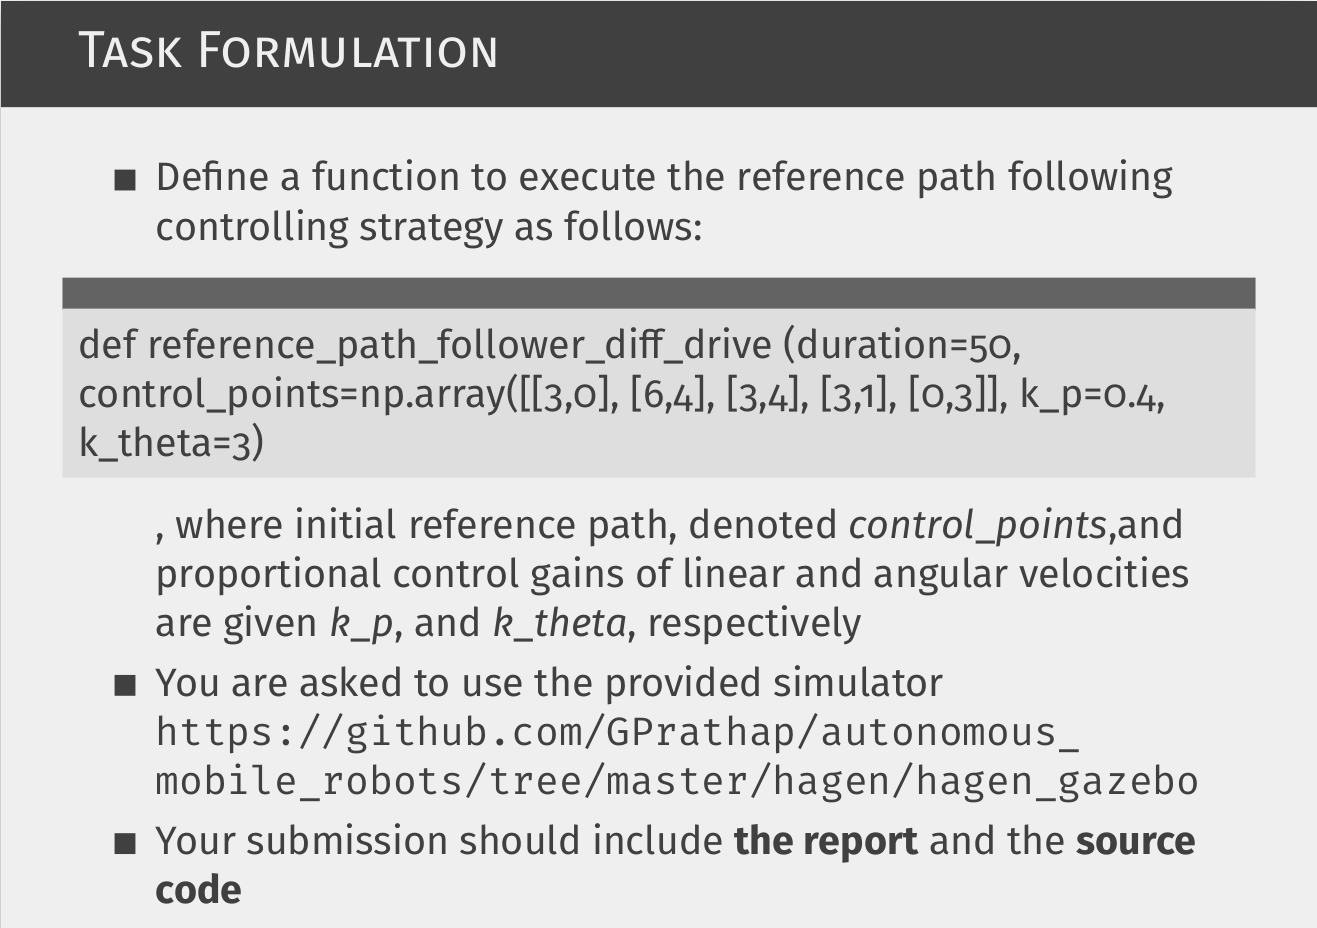 Task Formulation
■ Define a function to execute the reference path following
controlling strategy as follows:
def reference_path_follower_diff_drive (duration=50,
control_points=np.array([[3,0], [6,4], [3,4], [3,1], [0,3]], k_p=0.4,
k_theta=3)
, where initial reference path, denoted control_points,and
proportional control gains of linear and angular velocities
are given k_p, and k_theta, respectively
■ You are asked to use the provided simulator
https://github.com/GPrathap/autonomous_
mobile_robots/tree/master/hagen/hagen_gazebo
■ Your submission should include the report and the source
code